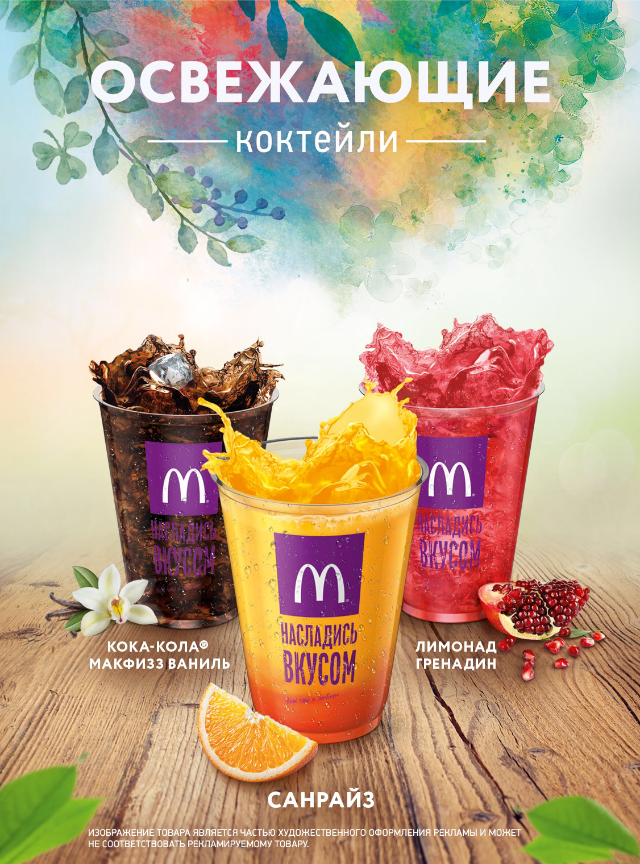 ОСВЕЖАЮЩИЕ
КОКТЕЙЛИ
НАСЛАДИСЬ
ВКУСОМ
НАСЛАДИСЬ
ВКУСОМ
НАСЛАДИСЬ
ВКУСОМ
КОКА-КОЛА®
МАКФИЗЗ ВАНИЛЬ
ЛИМОНАД
ГРЕНАДИН
САНРАЙЗ
ИЗОБРАЖЕНИЕ ТОВАРА ЯВЛЯЕТСЯ ЧАСТЬЮ ХУДОЖЕСТВЕННОГО ОФОРМЛЕНИЯ РЕКЛАМЫ И МОЖЕТ
НЕ СООТВЕТСТВОВАТЬ РЕКЛАМИРУЕМОМУ ТОВАРУ.